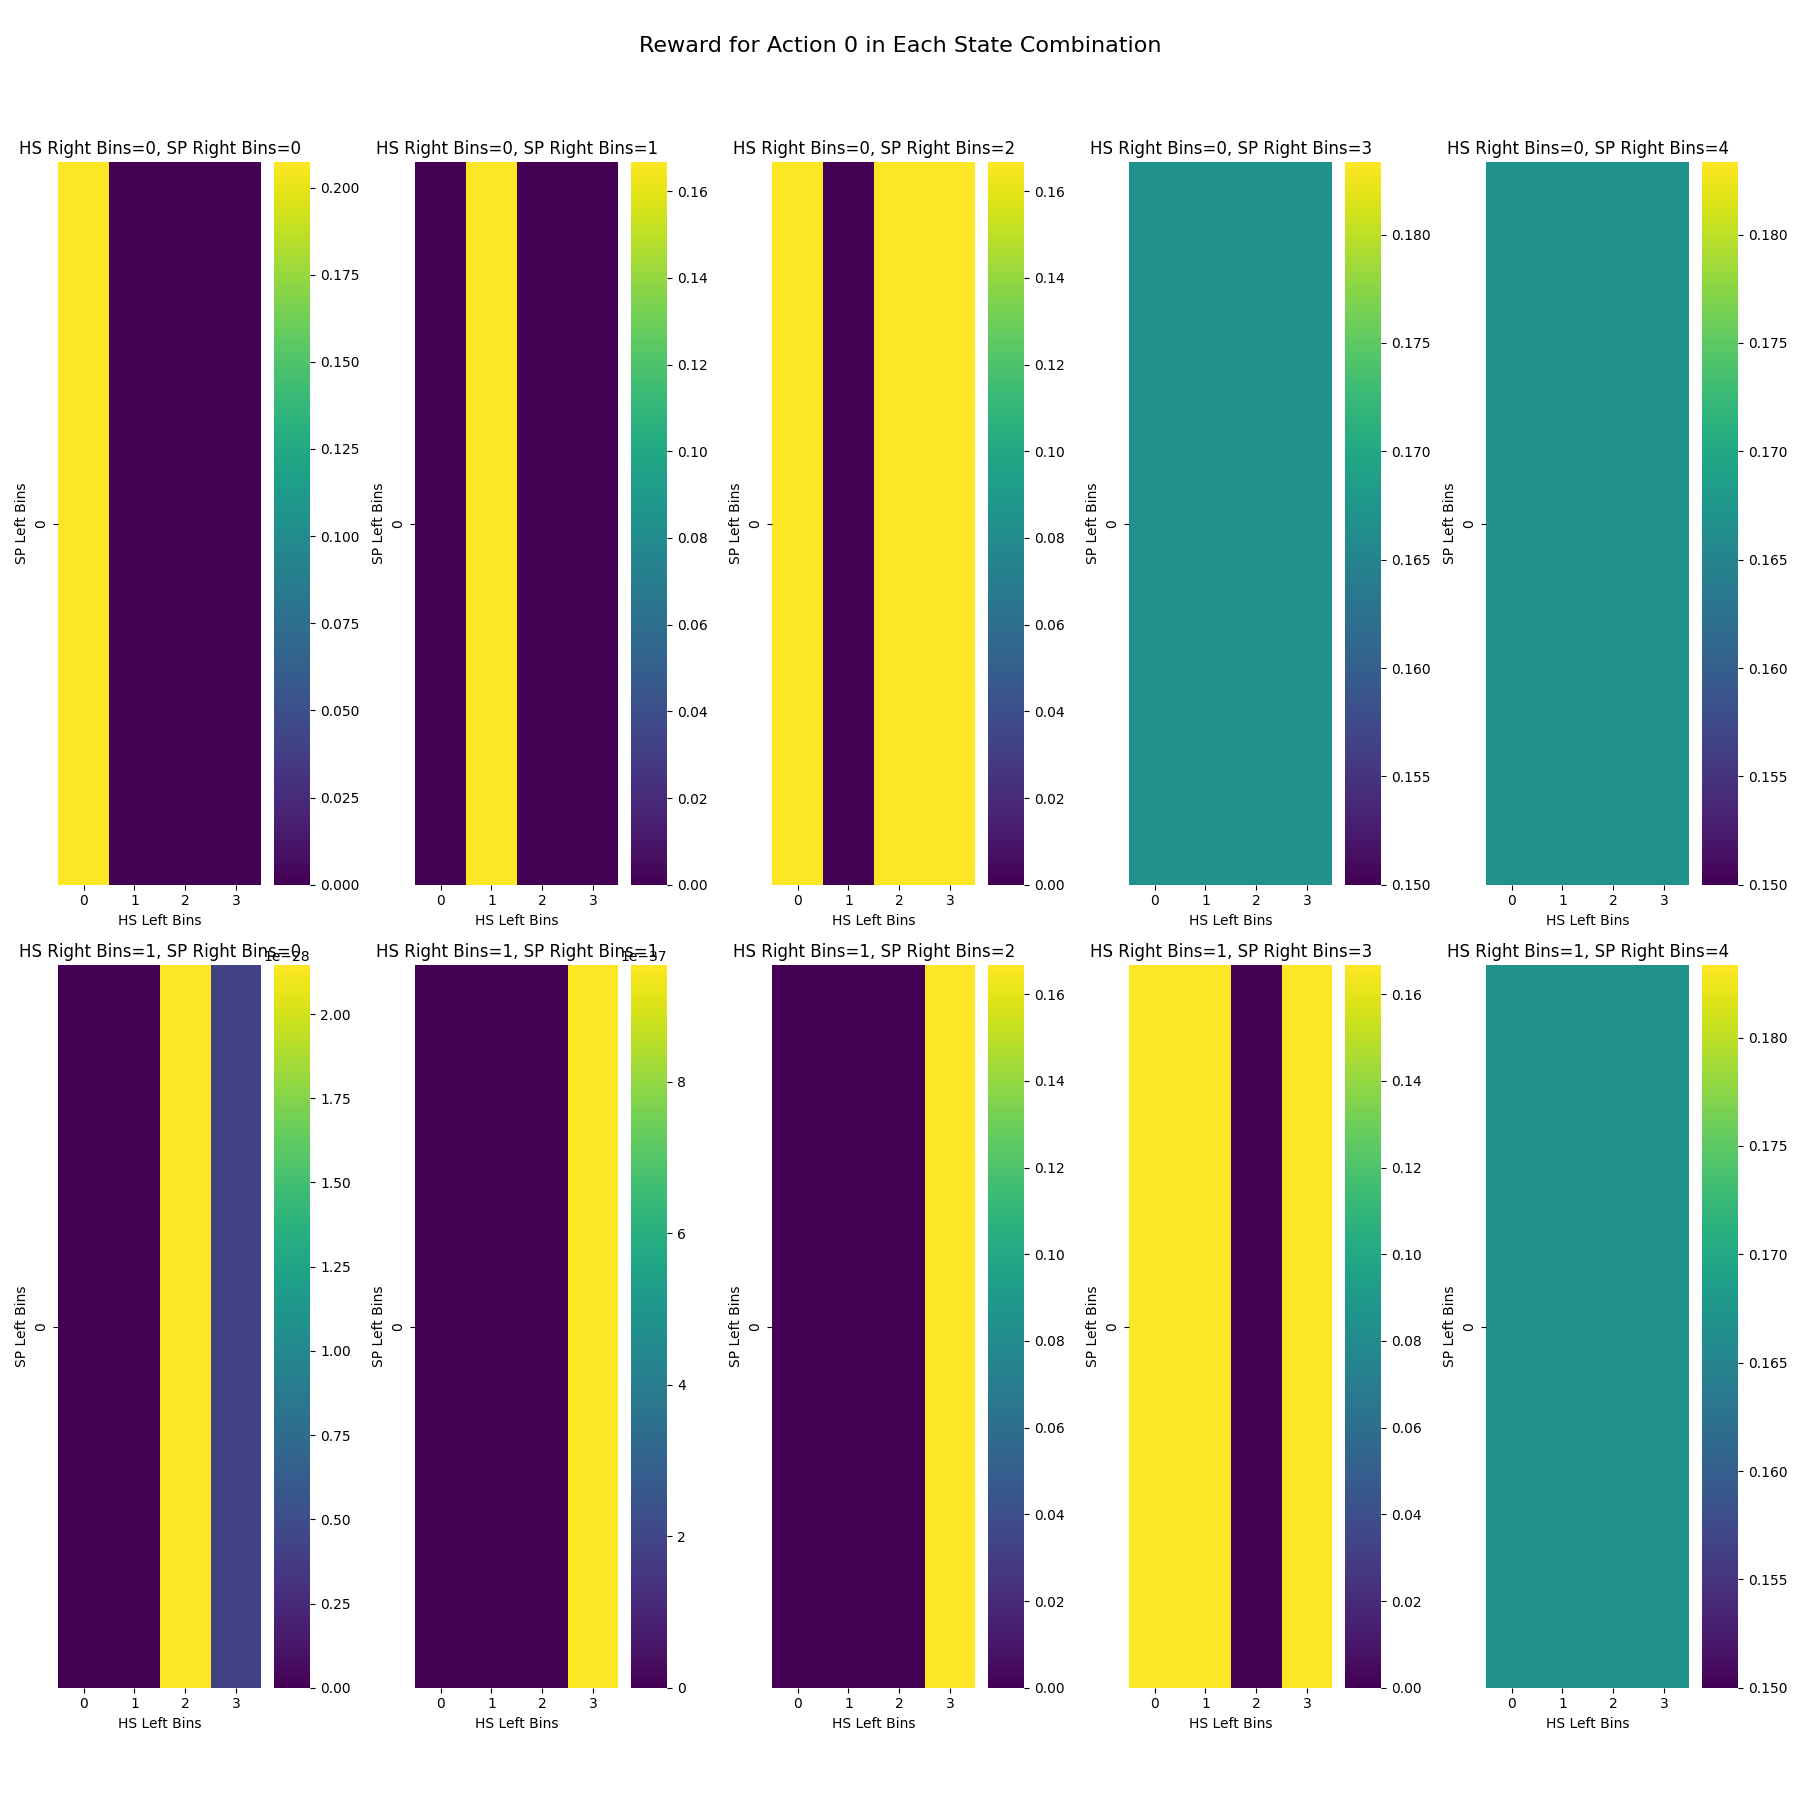 Reward for Action 0 in Each State Combination
HS Right Bins=0, SP Right Bins=0
HS Right Bins=0, SP Right Bins=1
HS Right Bins=0, SP Right Bins=2
HS Right Bins=0, SP Right Bins=3
HS Right Bins=0, SP Right Bins=4
SP Left Bins
0
0 1 2 3
HS Left Bins
0.200
0.175
0.150
0.125
0.100
0.075
0.050
0.025
0.000
SP Left Bins
0
0 1 2 3
HS Left Bins
0.16
0.14
0.12
0.10
0.08
0.06
0.04
0.02
0.00
SP Left Bins
0
0 1 2 3
HS Left Bins
0.16
0.14
0.12
0.10
0.08
0.06
0.04
0.02
0.00
SP Left Bins
0
0 1 2 3
HS Left Bins
0.180
0.175
0.170
0.165
0.160
0.155
0.150
SP Left Bins
0
0 1 2 3
HS Left Bins
0.180
0.175
0.170
0.165
0.160
0.155
0.150
HS Right Bins=1, SP Right Bins=0
1e−28
HS Right Bins=1, SP Right Bins=1
1e−37
HS Right Bins=1, SP Right Bins=2
HS Right Bins=1, SP Right Bins=3
HS Right Bins=1, SP Right Bins=4
SP Left Bins
0
0 1 2 3
HS Left Bins
2.00
1.75
1.50
1.25
1.00
0.75
0.50
0.25
0.00
SP Left Bins
0
0 1 2 3
HS Left Bins
8
6
4
2
0
SP Left Bins
0
0 1 2 3
HS Left Bins
0.16
0.14
0.12
0.10
0.08
0.06
0.04
0.02
0.00
SP Left Bins
0
0 1 2 3
HS Left Bins
0.16
0.14
0.12
0.10
0.08
0.06
0.04
0.02
0.00
SP Left Bins
0
0 1 2 3
HS Left Bins
0.180
0.175
0.170
0.165
0.160
0.155
0.150